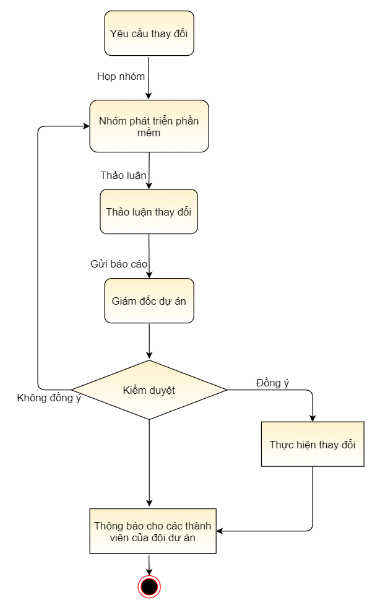 Yêu cầu thay đổi
Họp nhóm
Nhóm phát triển phần
mềm
Thảo luận
Thảo luận thay đổi
Gửi báo cáo
Giám đốc dự án
Kiểm duyệt
Đồng ý
Không đồng ý
Thực hiện thay đổi
Thông báo cho các thành
viên của đội dự án